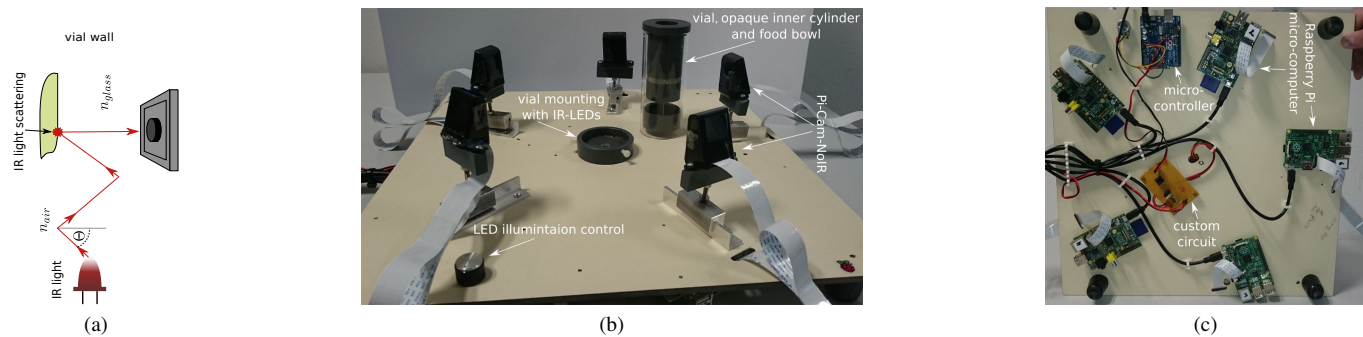 vial wall
IR light scattering
n_glass
n_air
Θ
IR light
(a)
vial, opaque inner cylinder
and food bowl
vial mounting
with IR-LEDs
Pi-Cam-NoIR
LED illumintaion control
(b)
Raspberry Pi
micro-computer
micro-
controller
custom
circuit
(c)